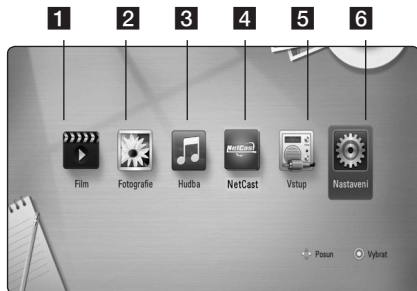 1 2 3 4 5 6
NetCast
Film Fotografie Hudba NetCast Vstup Nastavení
Posun Vybrat